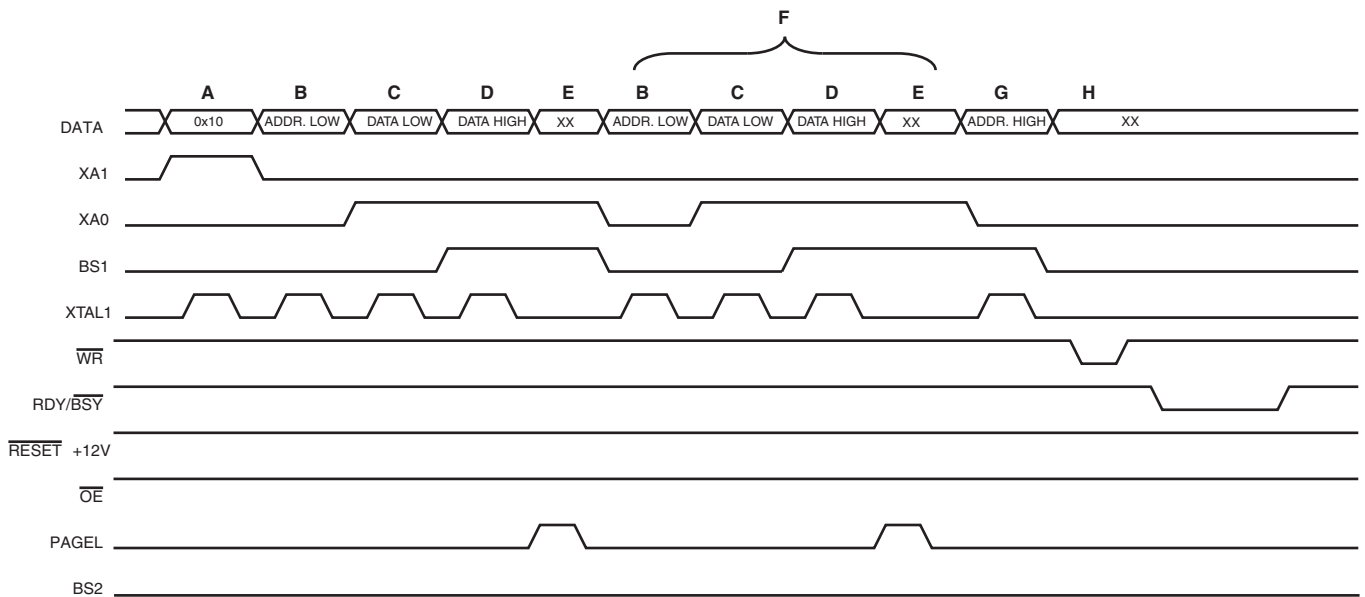 F
A B C D E B C D E G H
DATA 0x10 ADDR. LOW DATA LOW DATA HIGH XX ADDR. LOW DATA LOW DATA HIGH XX ADDR. HIGH XX
XA1
XA0
BS1
XTAL1
WR
RDY/BSY
RESET +12V
OE
PAGEL
BS2